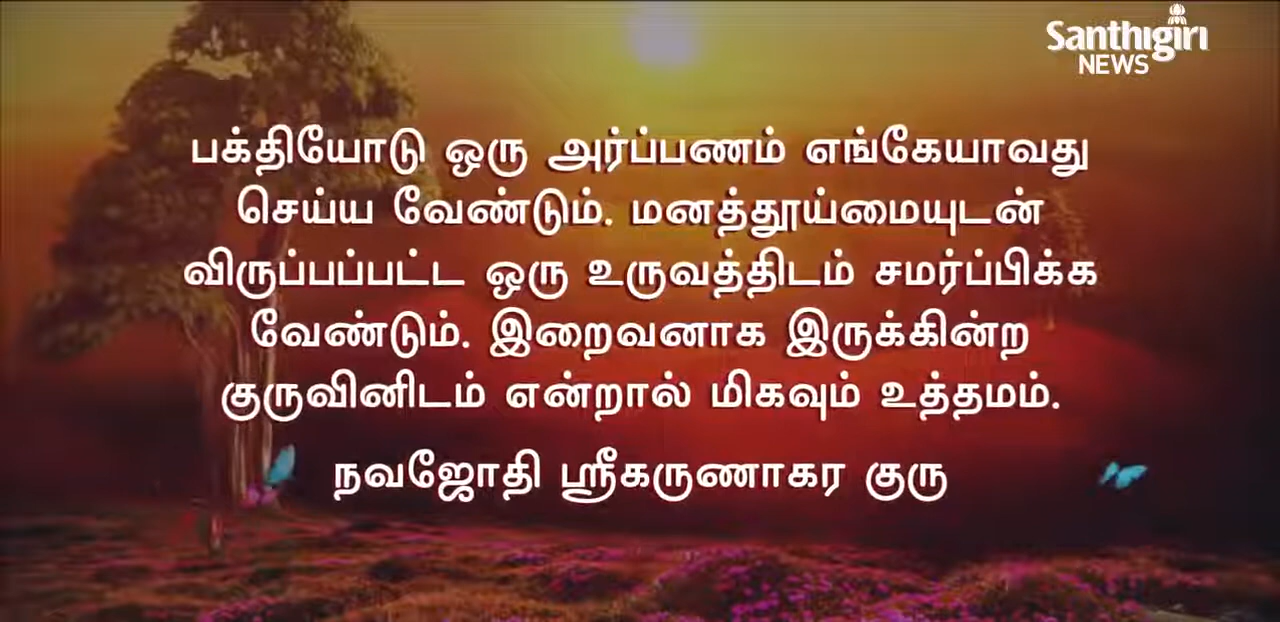 Santhigiri
NEWS
பக்தியோடு ஒரு அர்ப்பணம் எங்கேயாவது
செய்ய வேண்டும். மனத்தூய்மையுடன்
விருப்பப்பட்ட ஒரு உருவத்திடம் சமர்ப்பிக்க
வேண்டும். இறைவனாக இருக்கின்ற
குருவினிடம் என்றால் மிகவும் உத்தமம்.
நவஜோதி ஸ்ரீகருணாகர குரு